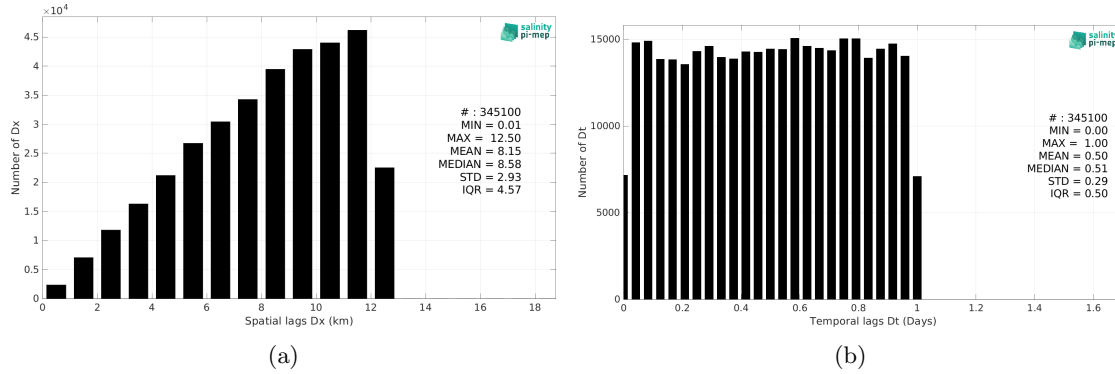 ×10⁴
4.5
4
3.5
3
2.5
2
1.5
1
0.5
0
Number of Dx
0 2 4 6 8 10 12 14 16 18
Spatial lags Dx (km)
salinity
pi-mep
# : 345100
MIN = 0.01
MAX = 12.50
MEAN = 8.15
MEDIAN = 8.58
STD = 2.93
IQR = 4.57
(a)
15000
10000
5000
0
Number of Dt
0 0.2 0.4 0.6 0.8 1 1.2 1.4 1.6
Temporal lags Dt (Days)
salinity
pi-mep
# : 345100
MIN = 0.00
MAX = 1.00
MEAN = 0.50
MEDIAN = 0.51
STD = 0.29
IQR = 0.50
(b)